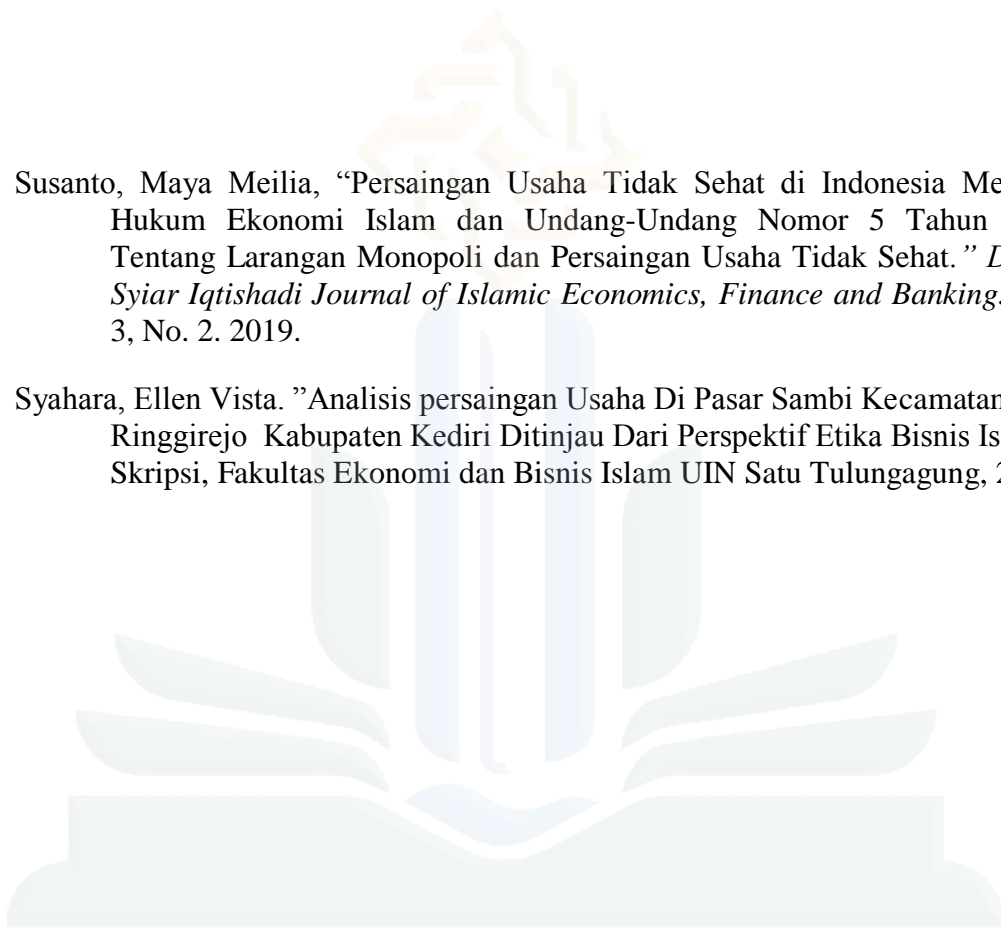 Susanto, Maya Meilia, “Persaingan Usaha Tidak Sehat di Indonesia
Hukum Ekonomi Islam dan Undang-Undang Nomor 5 Tahun
Tentang Larangan Monopoli dan Persaingan Usaha Tidak Sehat.”
Syiar Iqtishadi Journal of Islamic Economics, Finance and Banking.
3, No. 2. 2019.
Syahara, Ellen Vista. ”Analisis persaingan Usaha Di Pasar Sambi Kecamatan
Ringgirejo Kabupaten Kediri Ditinjau Dari Perspektif Etika Bisnis
Skripsi, Fakultas Ekonomi dan Bisnis Islam UIN Satu Tulungagung,